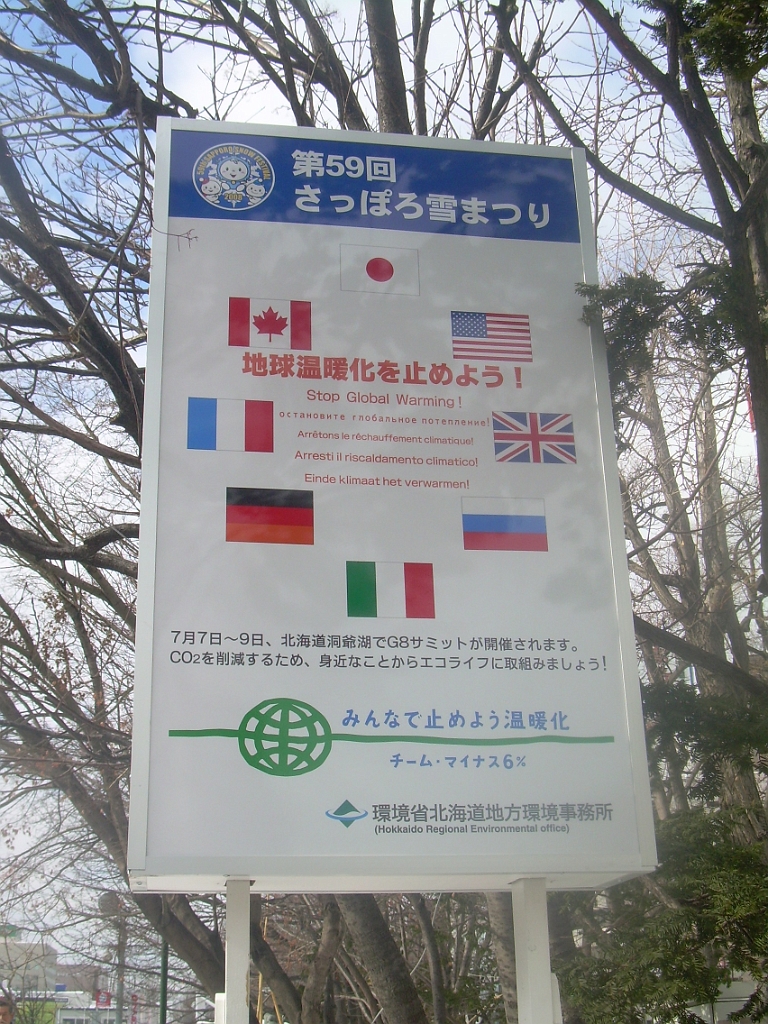 第59回
さっぽろ雪まつり
SAPPORO SNOW FESTIVAL
2008
地球温暖化を止めよう！
Stop Global Warming!
остановите глобальное потепление!
Arrêtons le réchauffement climatique!
Arresti il riscaldamento climatico!
Einde klimaat het verwarmen!
7月7日～9日、北海道洞爺湖でG8サミットが開催されます。
CO2を削減するため、身近なことからエコライフに取組みましょう!
みんなで止めよう温暖化
チーム・マイナス6%
環境省北海道地方環境事務所
(Hokkaido Regional Environmental office)